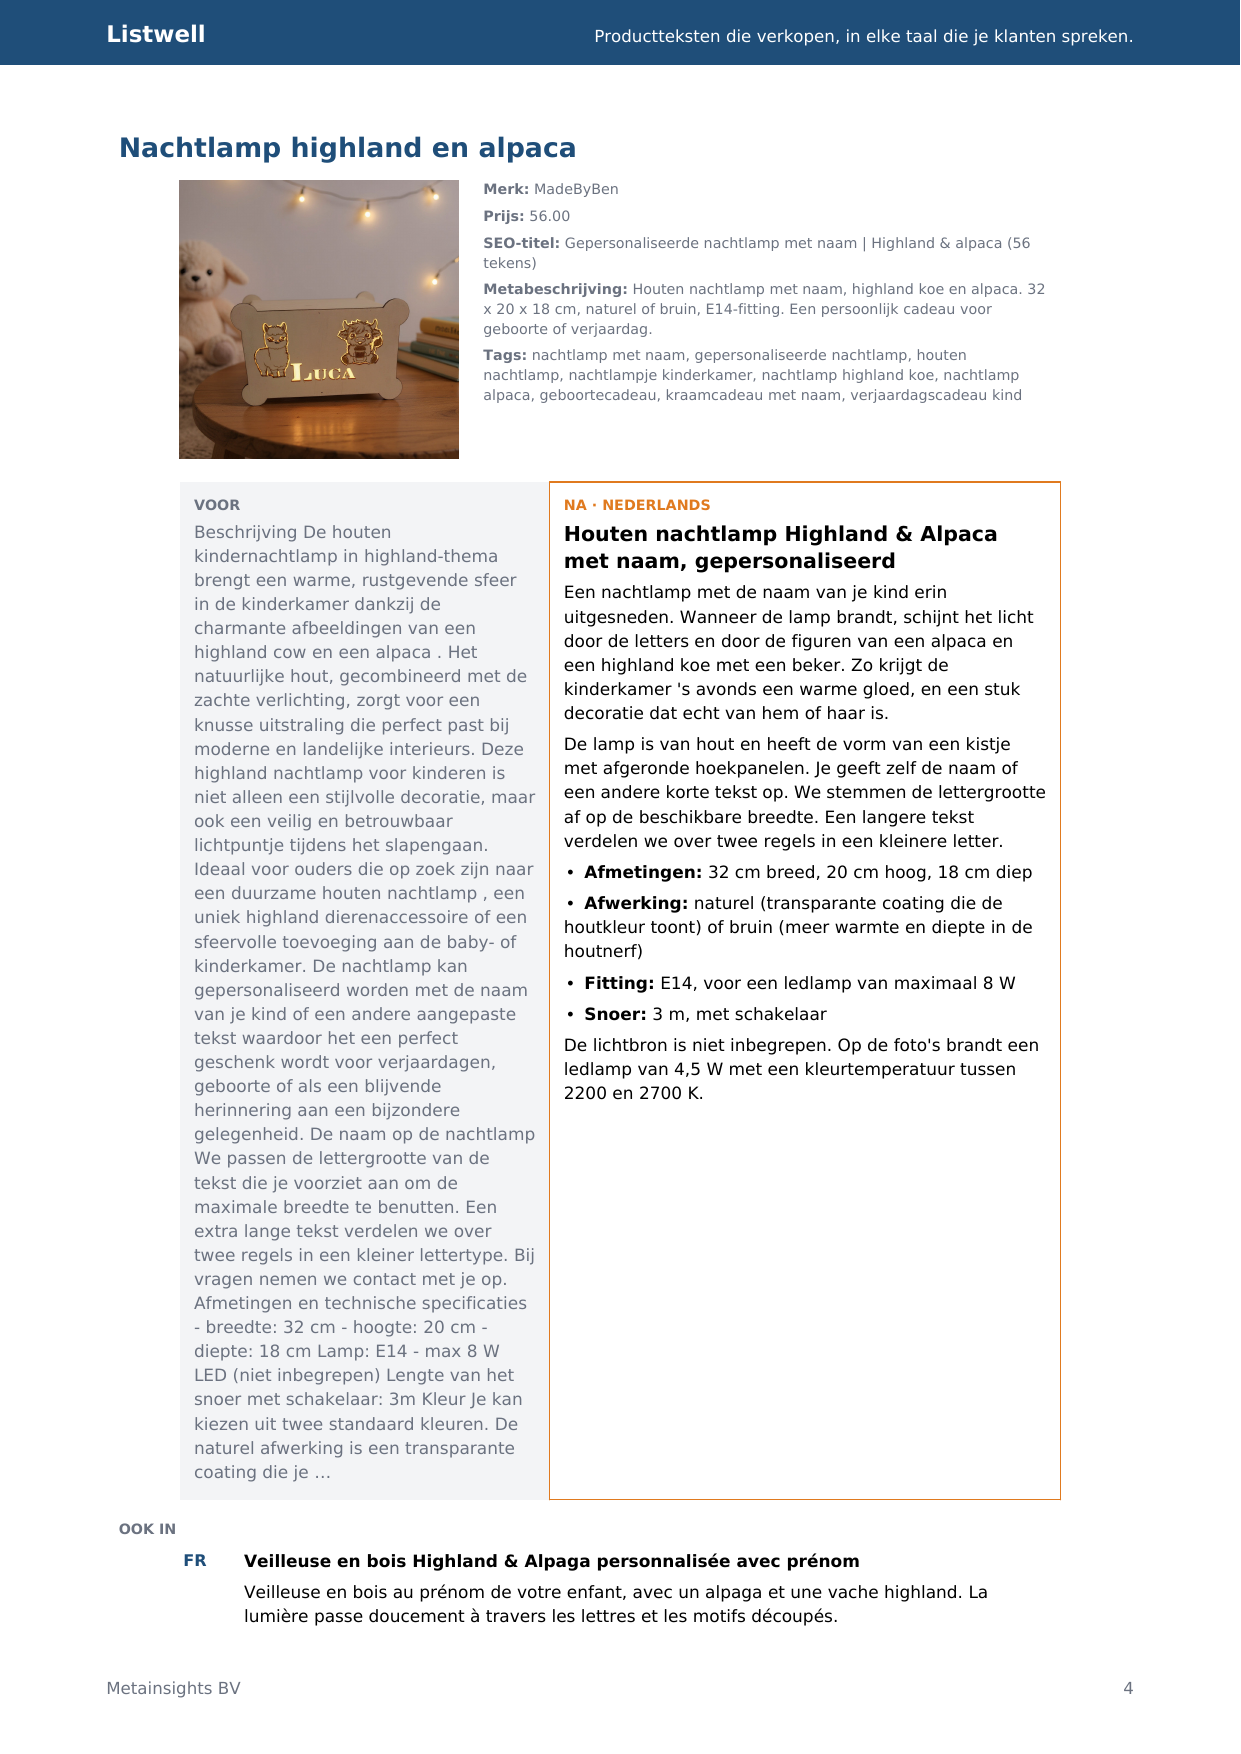 Listwell
Productteksten die verkopen, in elke taal die je klanten spreken.
Nachtlamp highland en alpaca
LUCA
Merk: MadeByBen
Prijs: 56.00
SEO-titel: Gepersonaliseerde nachtlamp met naam | Highland & alpaca (56
tekens)
Metabeschrijving: Houten nachtlamp met naam, highland koe en alpaca. 32
x 20 x 18 cm, naturel of bruin, E14-fitting. Een persoonlijk cadeau voor
geboorte of verjaardag.
Tags: nachtlamp met naam, gepersonaliseerde nachtlamp, houten
nachtlamp, nachtlampje kinderkamer, nachtlamp highland koe, nachtlamp
alpaca, geboortecadeau, kraamcadeau met naam, verjaardagscadeau kind
VOOR
Beschrijving De houten
kindernachtlamp in highland-thema
brengt een warme, rustgevende sfeer
in de kinderkamer dankzij de
charmante afbeeldingen van een
highland cow en een alpaca . Het
natuurlijke hout, gecombineerd met de
zachte verlichting, zorgt voor een
knusse uitstraling die perfect past bij
moderne en landelijke interieurs. Deze
highland nachtlamp voor kinderen is
niet alleen een stijlvolle decoratie, maar
ook een veilig en betrouwbaar
lichtpuntje tijdens het slapengaan.
Ideaal voor ouders die op zoek zijn naar
een duurzame houten nachtlamp , een
uniek highland dierenaccessoire of een
sfeervolle toevoeging aan de baby- of
kinderkamer. De nachtlamp kan
gepersonaliseerd worden met de naam
van je kind of een andere aangepaste
tekst waardoor het een perfect
geschenk wordt voor verjaardagen,
geboorte of als een blijvende
herinnering aan een bijzondere
gelegenheid. De naam op de nachtlamp
We passen de lettergrootte van de
tekst die je voorziet aan om de
maximale breedte te benutten. Een
extra lange tekst verdelen we over
twee regels in een kleiner lettertype. Bij
vragen nemen we contact met je op.
Afmetingen en technische specificaties
- breedte: 32 cm - hoogte: 20 cm -
diepte: 18 cm Lamp: E14 - max 8 W
LED (niet inbegrepen) Lengte van het
snoer met schakelaar: 3m Kleur Je kan
kiezen uit twee standaard kleuren. De
naturel afwerking is een transparante
coating die je …
NA · NEDERLANDS
Houten nachtlamp Highland & Alpaca
met naam, gepersonaliseerd
Een nachtlamp met de naam van je kind erin
uitgesneden. Wanneer de lamp brandt, schijnt het licht
door de letters en door de figuren van een alpaca en
een highland koe met een beker. Zo krijgt de
kinderkamer 's avonds een warme gloed, en een stuk
decoratie dat echt van hem of haar is.
De lamp is van hout en heeft de vorm van een kistje
met afgeronde hoekpanelen. Je geeft zelf de naam of
een andere korte tekst op. We stemmen de lettergrootte
af op de beschikbare breedte. Een langere tekst
verdelen we over twee regels in een kleinere letter.
• Afmetingen: 32 cm breed, 20 cm hoog, 18 cm diep
• Afwerking: naturel (transparante coating die de
houtkleur toont) of bruin (meer warmte en diepte in de
houtnerf)
• Fitting: E14, voor een ledlamp van maximaal 8 W
• Snoer: 3 m, met schakelaar
De lichtbron is niet inbegrepen. Op de foto's brandt een
ledlamp van 4,5 W met een kleurtemperatuur tussen
2200 en 2700 K.
OOK IN
FR
Veilleuse en bois Highland & Alpaga personnalisée avec prénom
Veilleuse en bois au prénom de votre enfant, avec un alpaga et une vache highland. La
lumière passe doucement à travers les lettres et les motifs découpés.
Metainsights BV
4